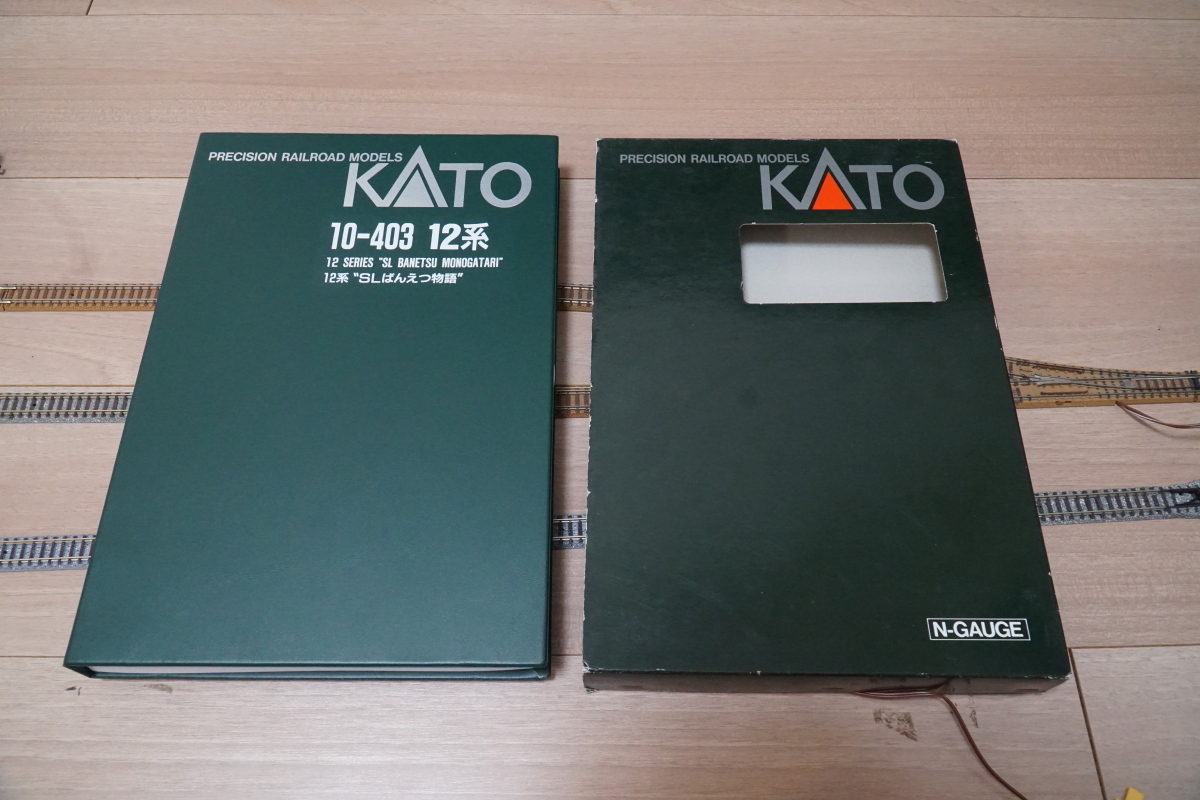 PRECISION RAILROAD MODELS
KATO
10-403 12系
12 SERIES "SL BANETSU MONOGATARI"
12系 "SLばんえつ物語"
PRECISION RAILROAD MODELS
KATO
N-GAUGE